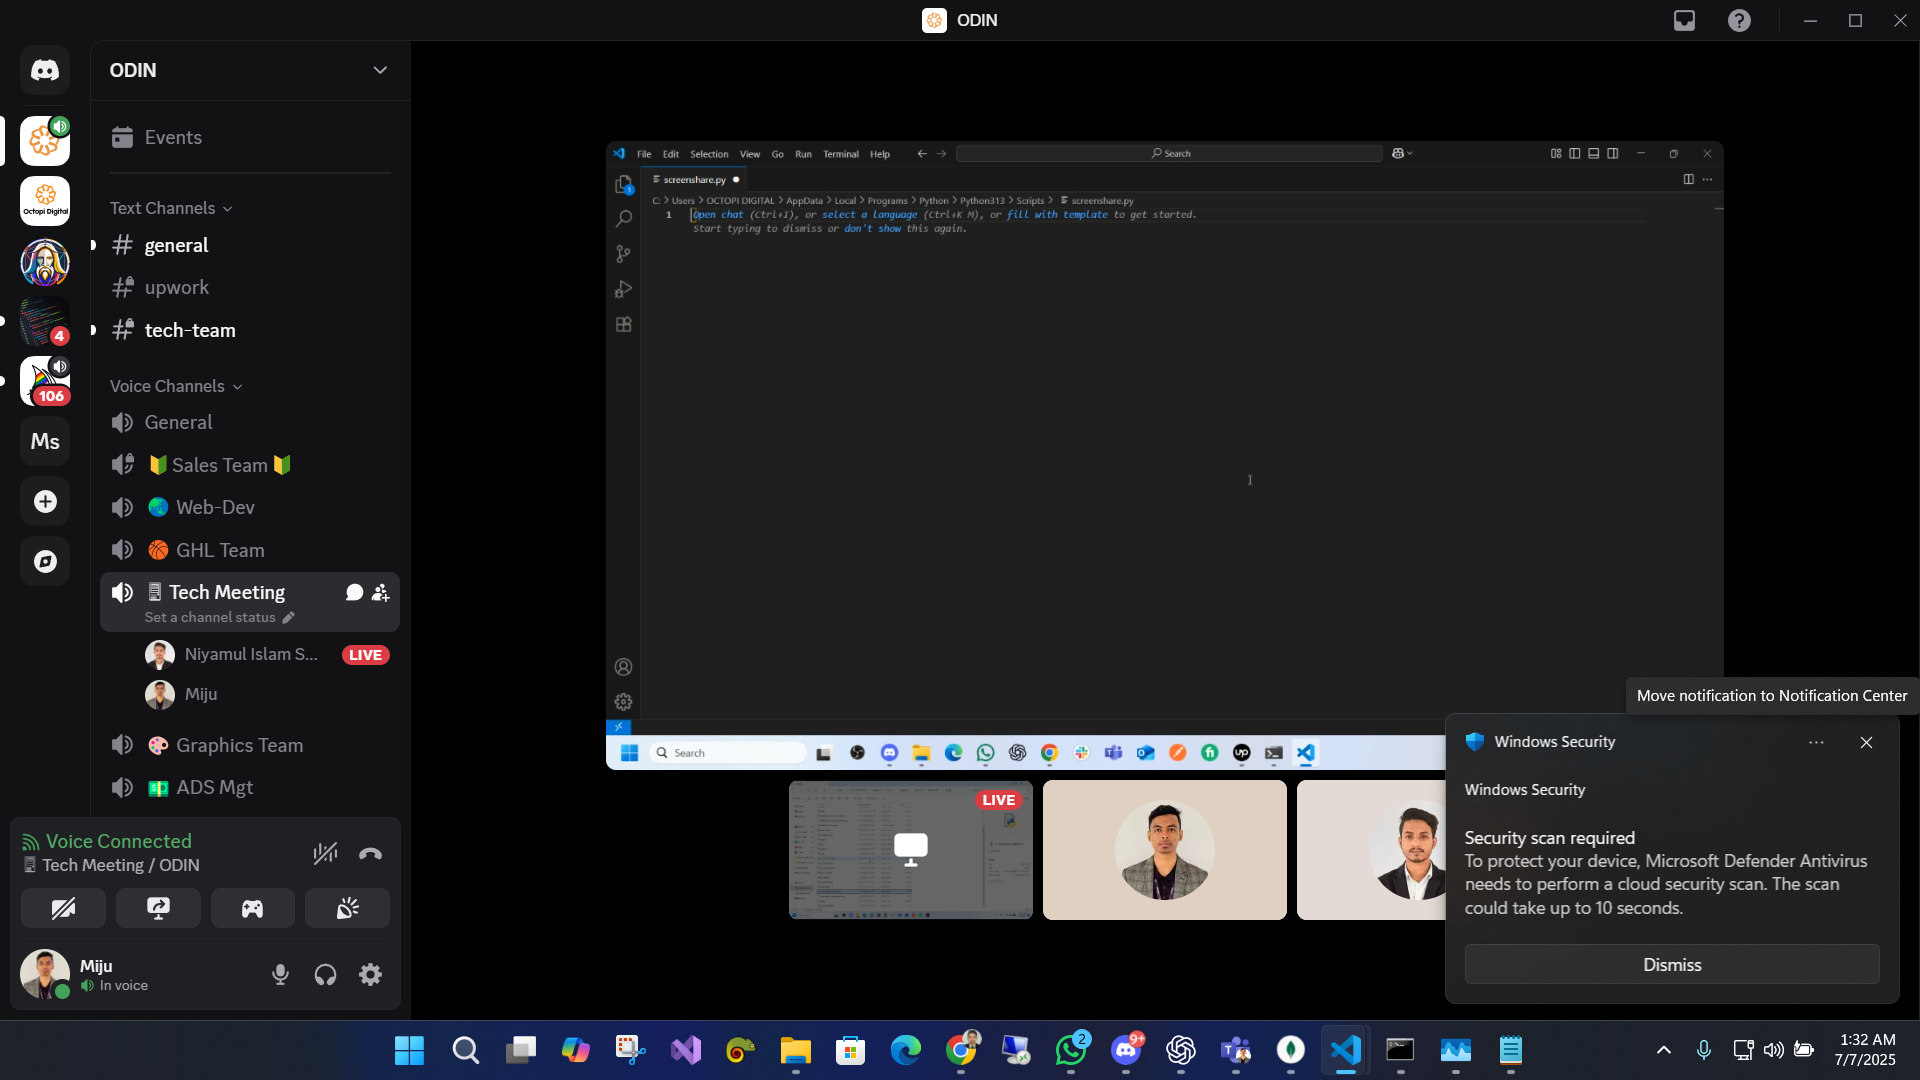 ODIN
ODIN
Events
Text Channels
general
upwork
tech-team
4
106
Ms
Voice Channels
General
Sales Team
Web-Dev
GHL Team
Tech Meeting
Set a channel status
Niyamul Islam S...
LIVE
Miju
Graphics Team
ADS Mgt
Voice Connected
Tech Meeting / ODIN
Miju
In voice
Octopi Digital
File Edit Selection View Go Run Terminal Help
Search
screenshare.py
C: > Users > OCTOPI DIGITAL > AppData > Local > Programs > Python > Python313 > Scripts > screenshare.py
1
Open chat (Ctrl+I), or select a language (Ctrl+K M), or fill with template to get started.
Start typing to dismiss or don't show this again.
Search
LIVE
Move notification to Notification Center
Windows Security
Windows Security
Security scan required
To protect your device, Microsoft Defender Antivirus
needs to perform a cloud security scan. The scan
could take up to 10 seconds.
Dismiss
2
9+
1:32 AM
7/7/2025